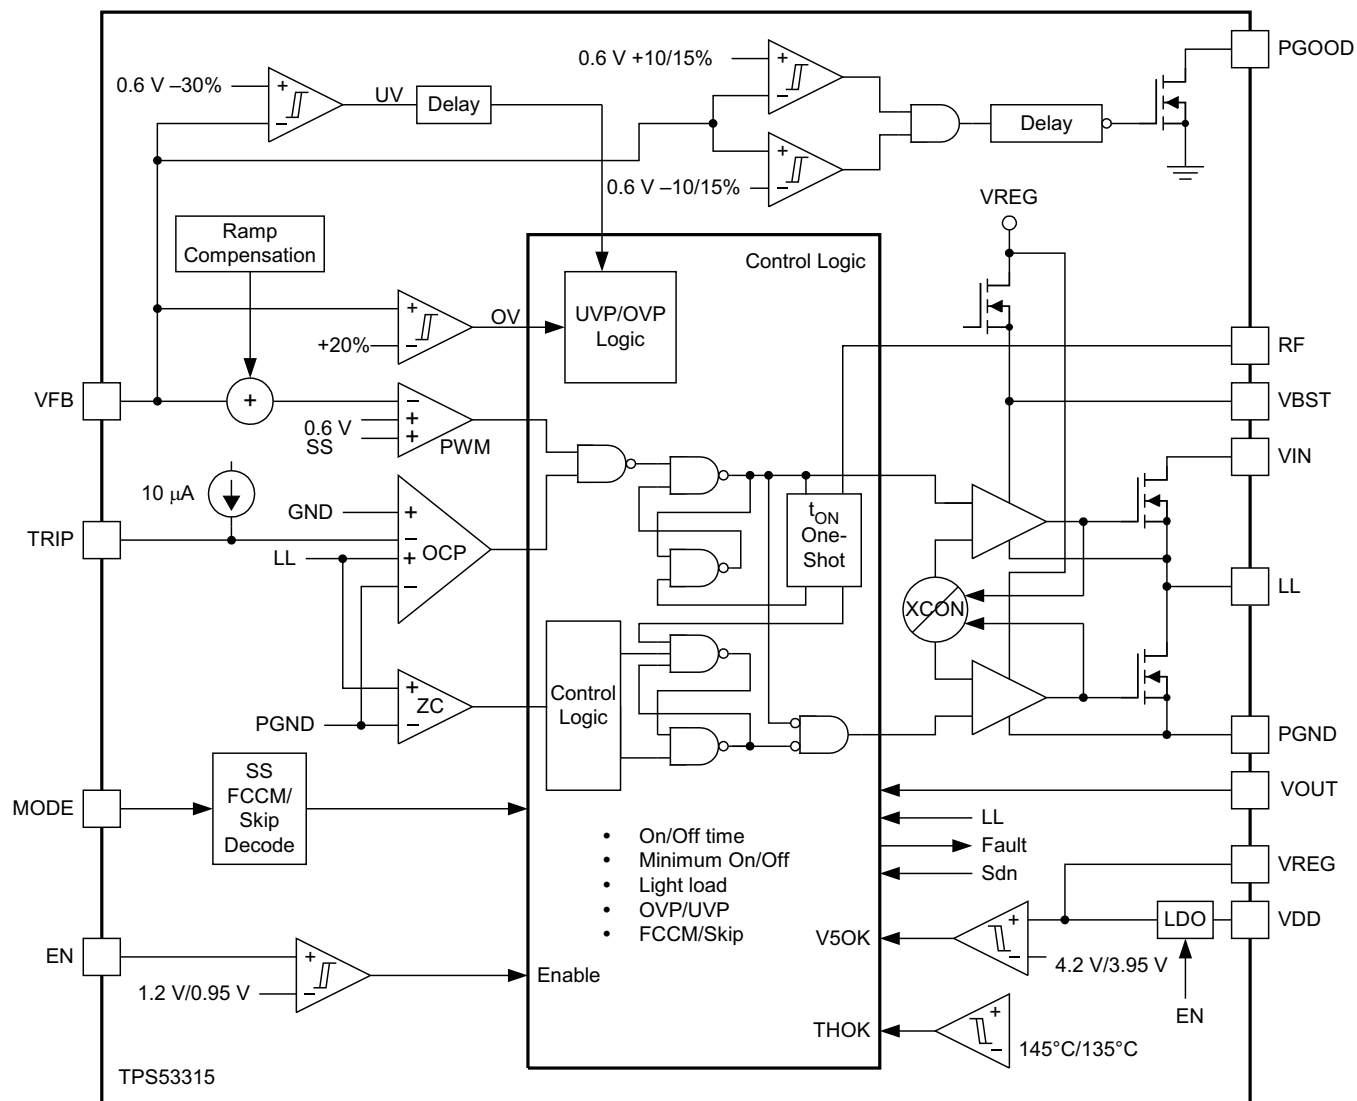 PGOOD
0.6 V +10/15%
0.6 V –30%
UV
Delay
Delay
0.6 V –10/15%
VREG
Ramp
Compensation
Control Logic
UVP/OVP
Logic
OV
+20%
RF
VFB
+
VBST
0.6 V
SS
PWM
VIN
10 µA
GND
tON
One-
Shot
TRIP
OCP
LL
XCON
LL
Control
Logic
ZC
PGND
PGND
SS
FCCM/
Skip
Decode
MODE
VOUT
LL
• On/Off time
Fault
• Minimum On/Off
VREG
Sdn
• Light load
• OVP/UVP
LDO
VDD
• FCCM/Skip
V5OK
EN
4.2 V/3.95 V
Enable
1.2 V/0.95 V
EN
THOK
145°C/135°C
TPS53315